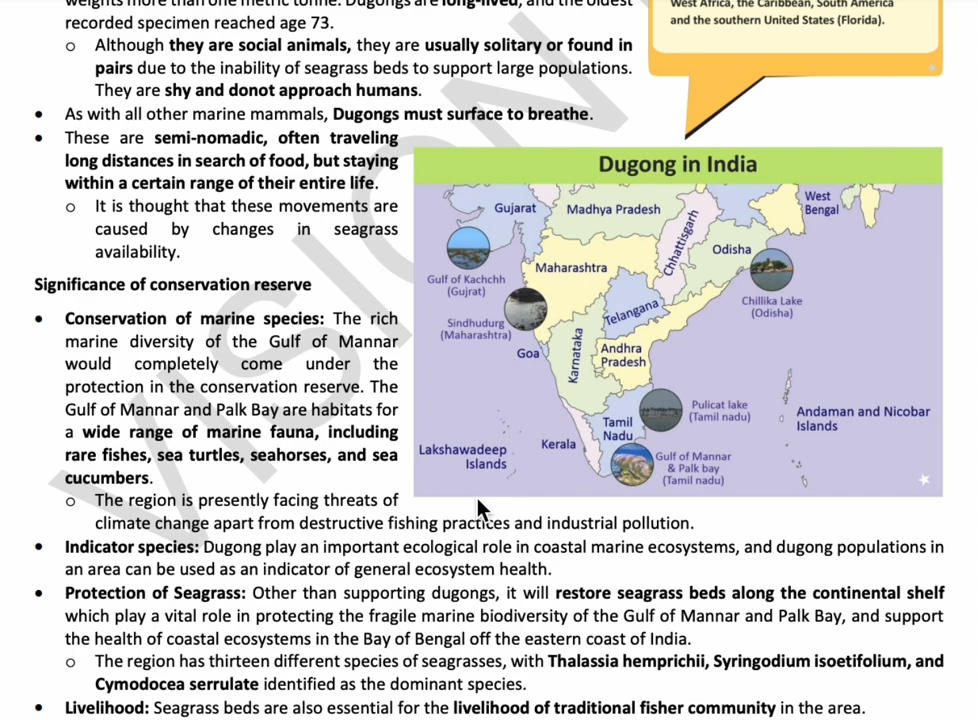 weights more than one metric tonne. Dugongs are long-lived, and the oldest
recorded specimen reached age 73.
o Although they are social animals, they are usually solitary or found in
pairs due to the inability of seagrass beds to support large populations.
They are shy and donot approach humans.
West Africa, the Caribbean, South America
and the southern United States (Florida).
• As with all other marine mammals, Dugongs must surface to breathe.
• These are semi-nomadic, often traveling
long distances in search of food, but staying
within a certain range of their entire life.
o It is thought that these movements are
caused by changes in seagrass
availability.
Significance of conservation reserve
• Conservation of marine species: The rich
marine diversity of the Gulf of Mannar
would completely come under the
protection in the conservation reserve. The
Gulf of Mannar and Palk Bay are habitats for
a wide range of marine fauna, including
rare fishes, sea turtles, seahorses, and sea
cucumbers.
o The region is presently facing threats of
climate change apart from destructive fishing practices and industrial pollution.
Dugong in India
Gujarat
Madhya Pradesh
Chhattisgarh
West
Bengal
Odisha
Maharashtra
Gulf of Kachchh
(Gujrat)
Telangana
Chillika Lake
(Odisha)
Sindhudurg
(Maharashtra)
Goa
Karnataka
Andhra
Pradesh
Pulicat lake
(Tamil nadu)
Andaman and Nicobar
Islands
Tamil
Nadu
Kerala
Lakshawadeep
Islands
Gulf of Mannar
& Palk bay
(Tamil nadu)
• Indicator species: Dugong play an important ecological role in coastal marine ecosystems, and dugong populations in
an area can be used as an indicator of general ecosystem health.
• Protection of Seagrass: Other than supporting dugongs, it will restore seagrass beds along the continental shelf
which play a vital role in protecting the fragile marine biodiversity of the Gulf of Mannar and Palk Bay, and support
the health of coastal ecosystems in the Bay of Bengal off the eastern coast of India.
o The region has thirteen different species of seagrasses, with Thalassia hemprichii, Syringodium isoetifolium, and
Cymodocea serrulate identified as the dominant species.
• Livelihood: Seagrass beds are also essential for the livelihood of traditional fisher community in the area.
VISION